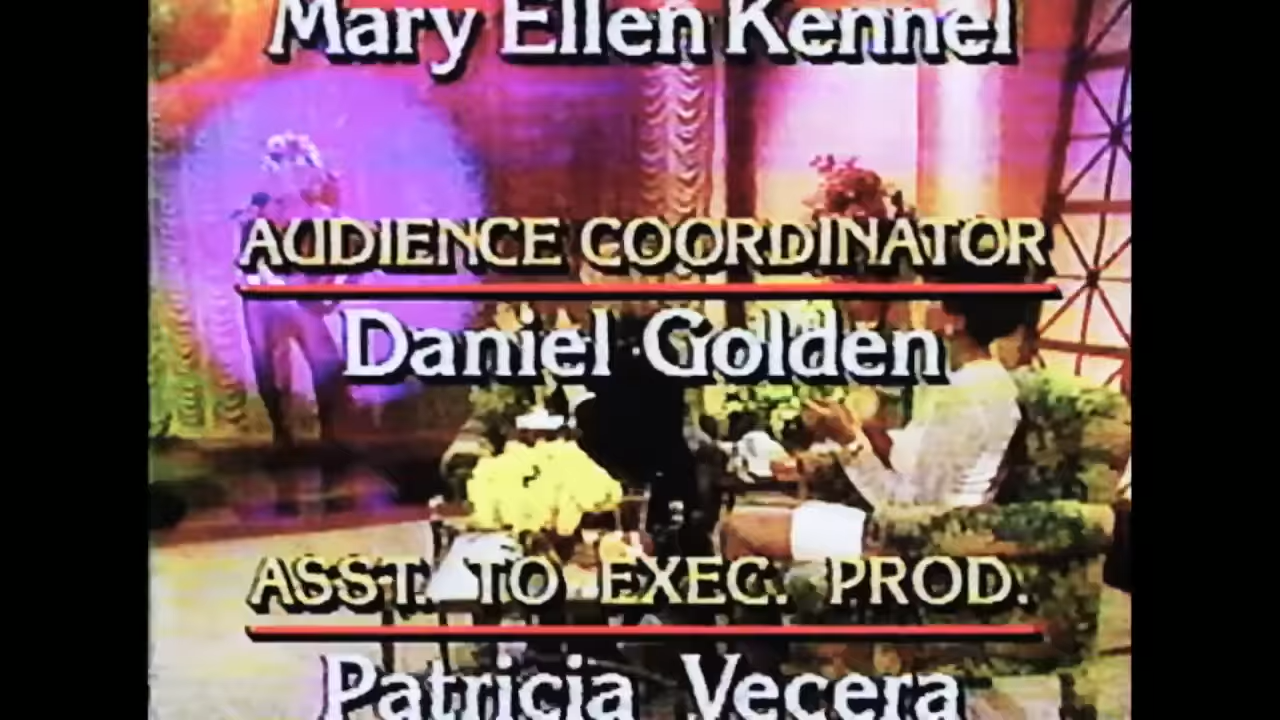 Mary Ellen Kennel
AUDIENCE COORDINATOR
Daniel Golden
ASST. TO EXEC. PROD.
Patricia Vecera